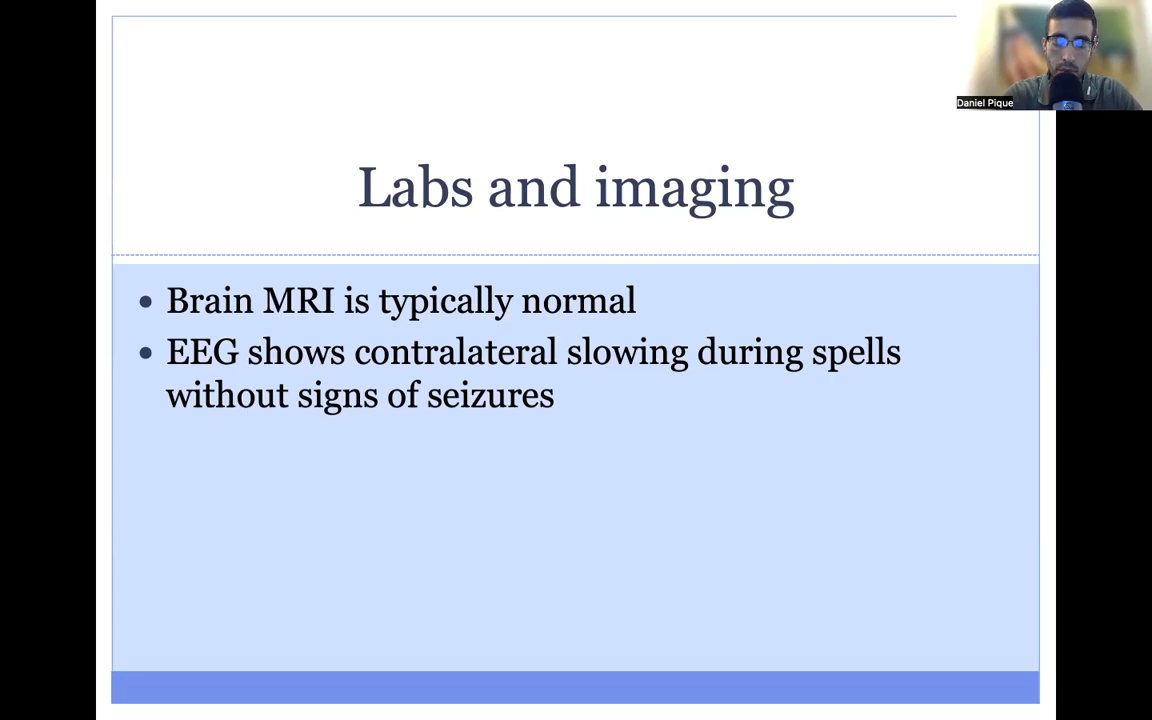 Daniel Pique
Labs and imaging
• Brain MRI is typically normal
• EEG shows contralateral slowing during spells
without signs of seizures